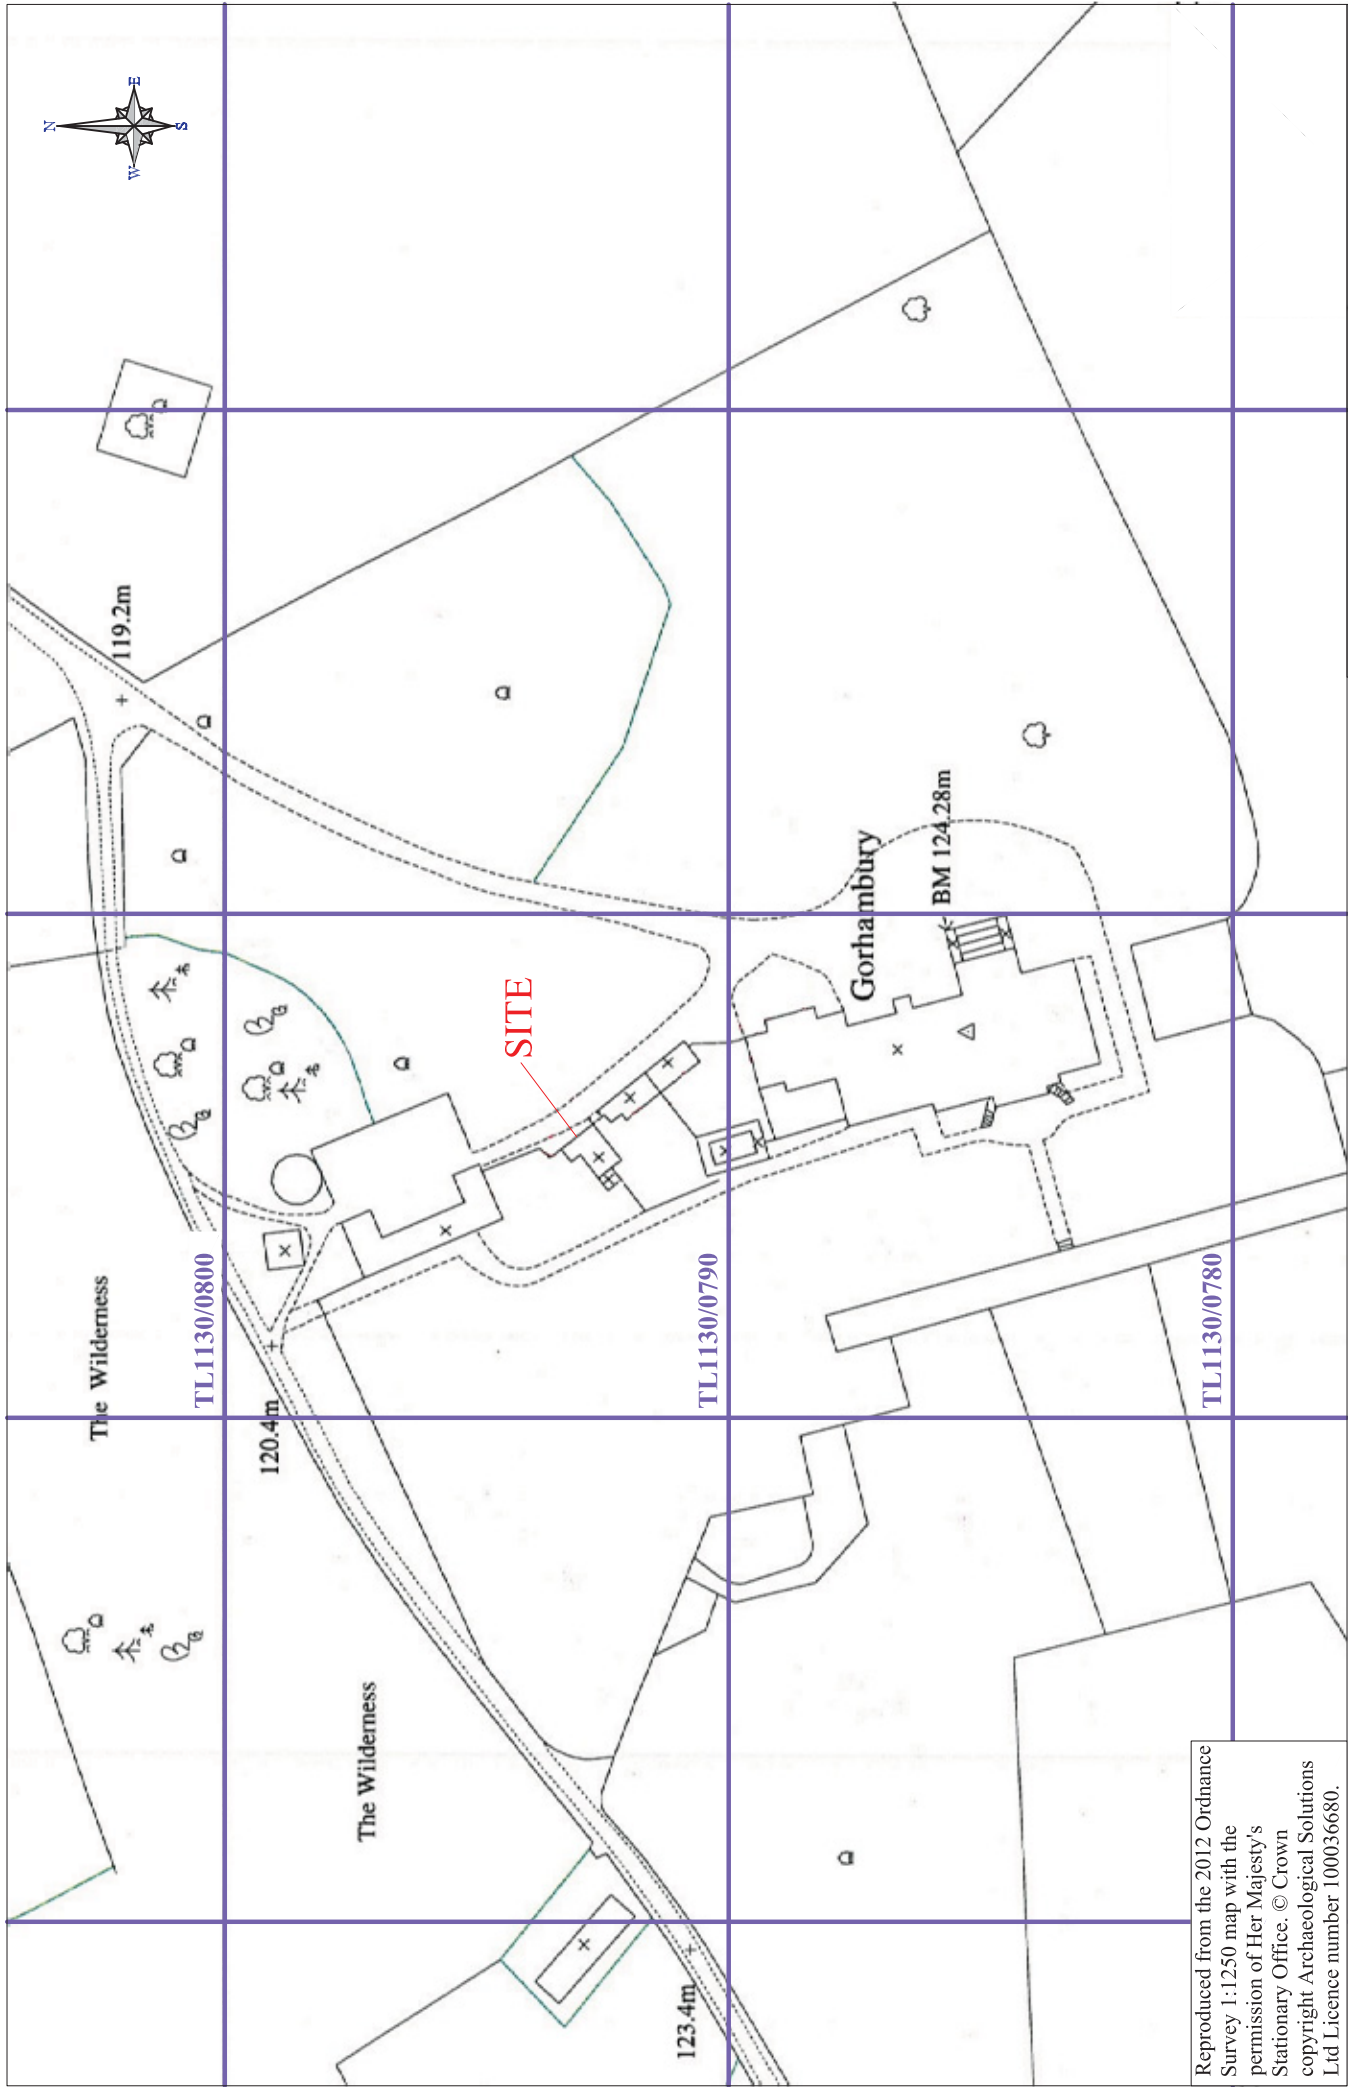 N
E
S
W
119.2m
SITE
Gorhambury
BM 124.28m
The Wilderness
TL1130/0800
TL1130/0790
TL1130/0780
120.4m
The Wilderness
123.4m
Reproduced from the 2012 Ordnance
Survey 1:1250 map with the
permission of Her Majesty's
Stationary Office. © Crown
copyright Archaeological Solutions
Ltd Licence number 100036680.